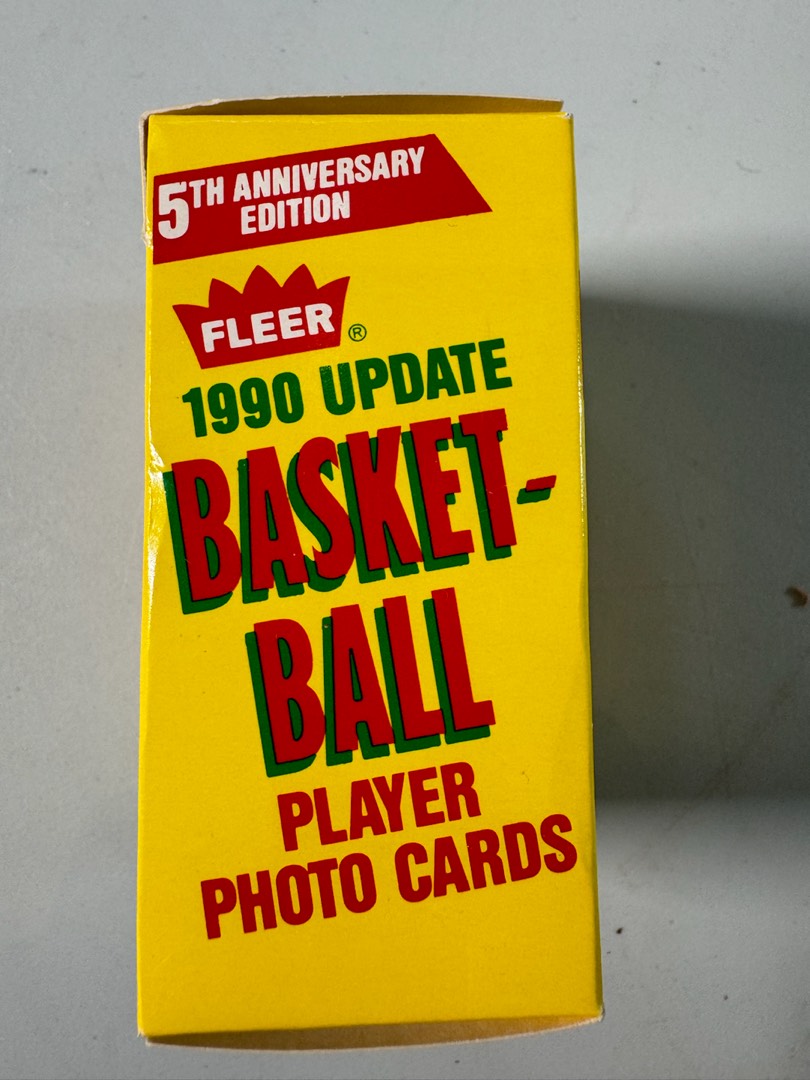 5TH ANNIVERSARY
EDITION
FLEER®
1990 UPDATE
BASKET-
BALL
PLAYER
PHOTO CARDS